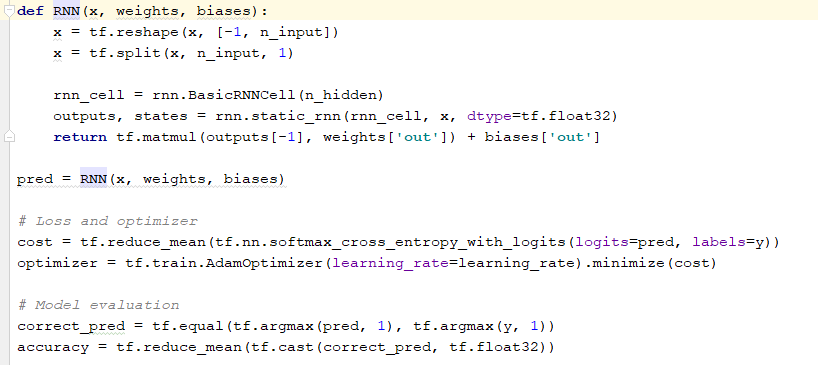 def RNN(x, weights, biases):
    x = tf.reshape(x, [-1, n_input])
    x = tf.split(x, n_input, 1)

    rnn_cell = rnn.BasicRNNCell(n_hidden)
    outputs, states = rnn.static_rnn(rnn_cell, x, dtype=tf.float32)
    return tf.matmul(outputs[-1], weights['out']) + biases['out']

pred = RNN(x, weights, biases)

# Loss and optimizer
cost = tf.reduce_mean(tf.nn.softmax_cross_entropy_with_logits(logits=pred, labels=y))
optimizer = tf.train.AdamOptimizer(learning_rate=learning_rate).minimize(cost)

# Model evaluation
correct_pred = tf.equal(tf.argmax(pred, 1), tf.argmax(y, 1))
accuracy = tf.reduce_mean(tf.cast(correct_pred, tf.float32))